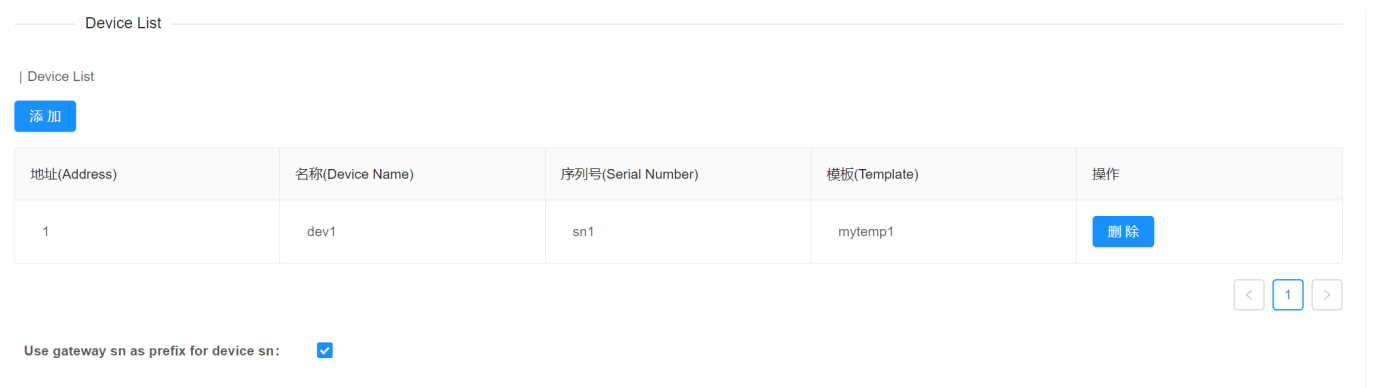 Device List
| Device List
添 加
地址(Address) 名称(Device Name) 序列号(Serial Number) 模板(Template) 操作
1 dev1 sn1 mytemp1 删 除
< 1 >
Use gateway sn as prefix for device sn: